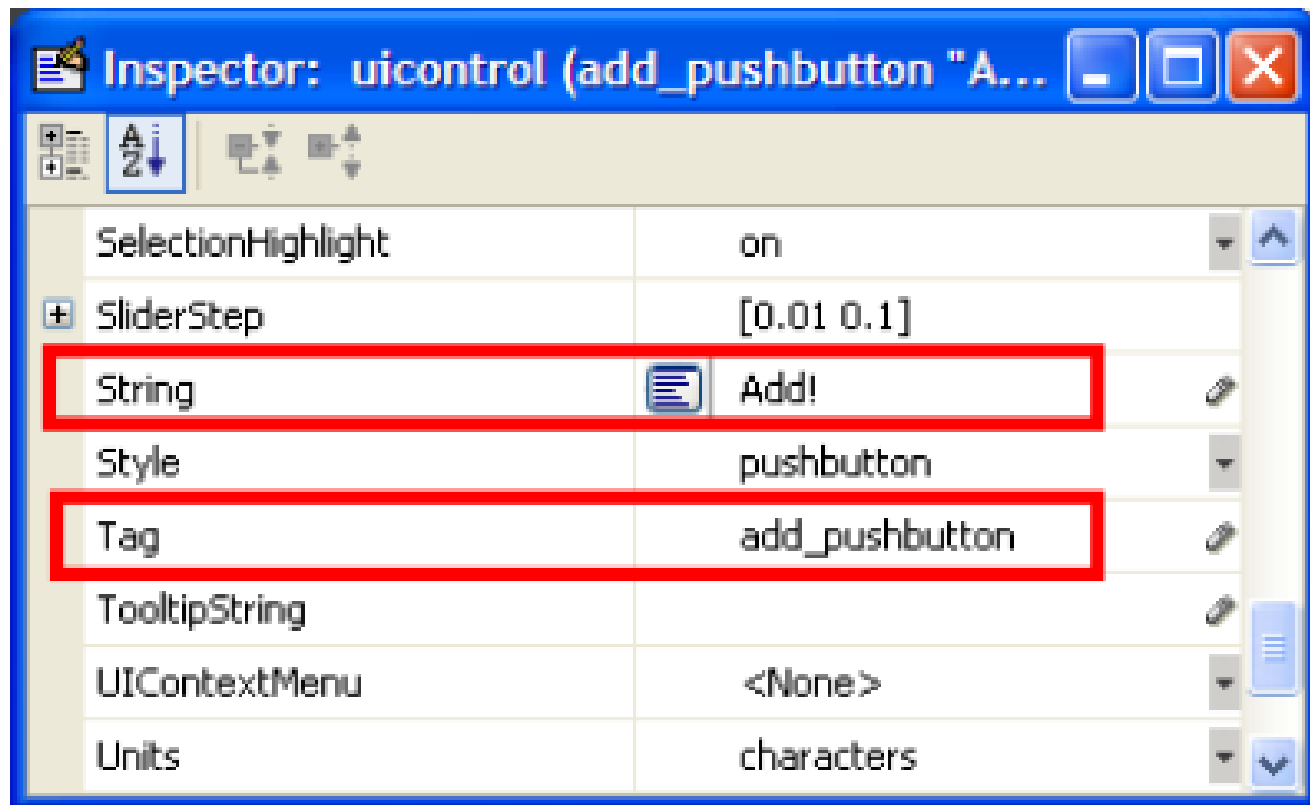 Inspector: uicontrol (add_pushbutton "A...
A
Z
SelectionHighlight on
SliderStep [0.01 0.1]
String Add!
Style pushbutton
Tag add_pushbutton
TooltipString
UIContextMenu <None>
Units characters